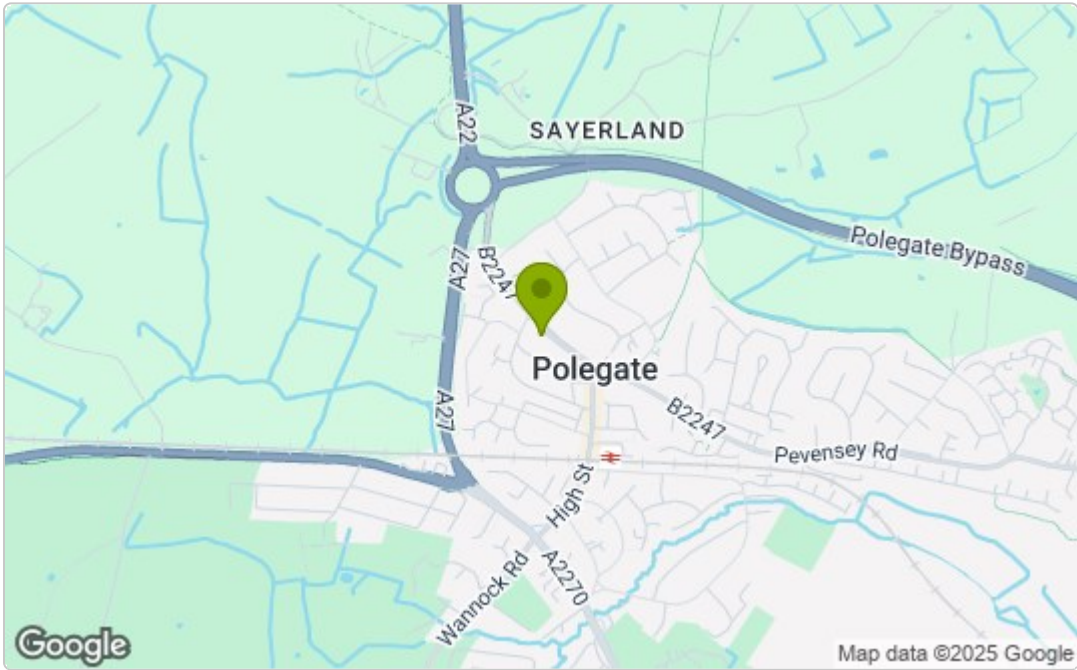 A22
SAYERLAND
A27
B2247
Polegate Bypass
Polegate
A27
B2247
Pevensey Rd
High St
Wannock Rd
A2270
Google
Map data ©2025 Google